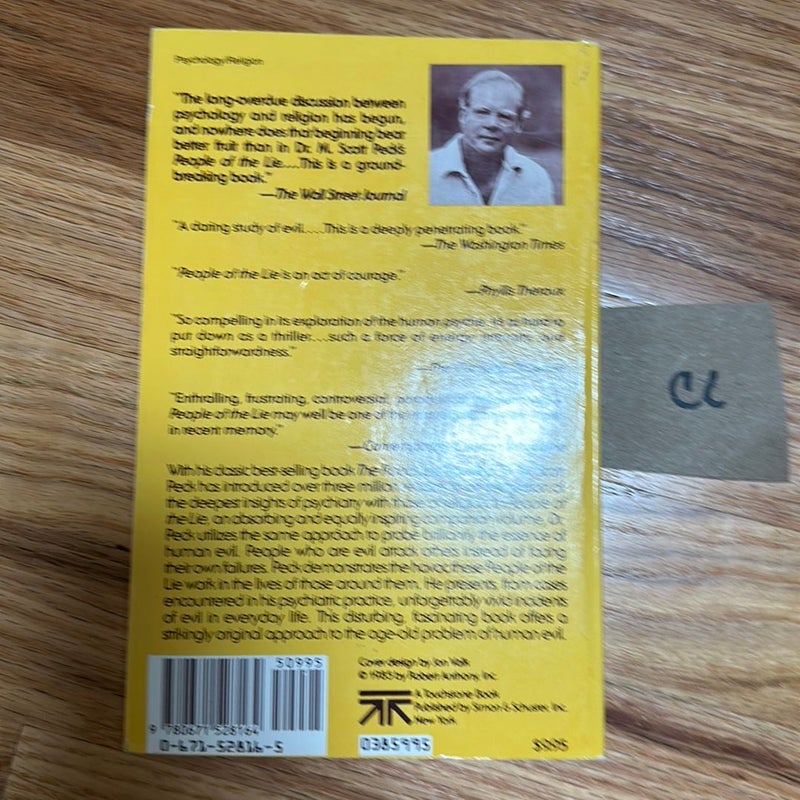 Psychology/Religion
"The long-overdue discussion between
psychology and religion has begun,
and nowhere does that beginning bear
better fruit than in Dr. M. Scott Peck's
People of the Lie....This is a ground-
breaking book."
—The Wall Street Journal
"A daring study of evil....This is a deeply penetrating book."
—The Washington Times
"People of the Lie is an act of courage."
—Phyllis Theroux
"So compelling in its exploration of the human psyche, it's as hard to
put down as a thriller...such a force of energy, intensity, and
straightforwardness."
"Enthralling, frustrating, controversial,
People of the Lie may well be one of the
in recent memory."
With his classic best-selling book The Road
Peck has introduced over three million
the deepest insights of psychiatry with those of religion. In People of
the Lie, an absorbing and equally inspiring companion volume, Dr.
Peck utilizes the same approach to probe brilliantly the essence of
human evil. People who are evil attack others instead of facing
their own failures. Peck demonstrates the havoc these People of the
Lie work in the lives of those around them. He presents, from cases
encountered in his psychiatric practice, unforgettably vivid incidents
of evil in everyday life. This disturbing, fascinating book offers a
strikingly original approach to the age-old problem of human evil.
50995
9 780671 528164
0-671-52816-5
Cover design by Jon Valk
© 1985 by Robert Anthony, Inc.
A Touchstone Book
Published by Simon & Schuster, Inc.
New York
0385995
$9.95
CL